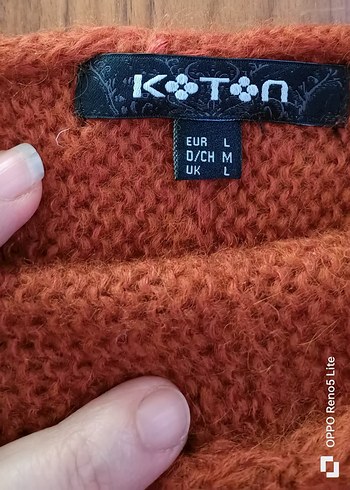 KOTON
EUR L
D/CH M
UK L
OPPO Reno5 Lite